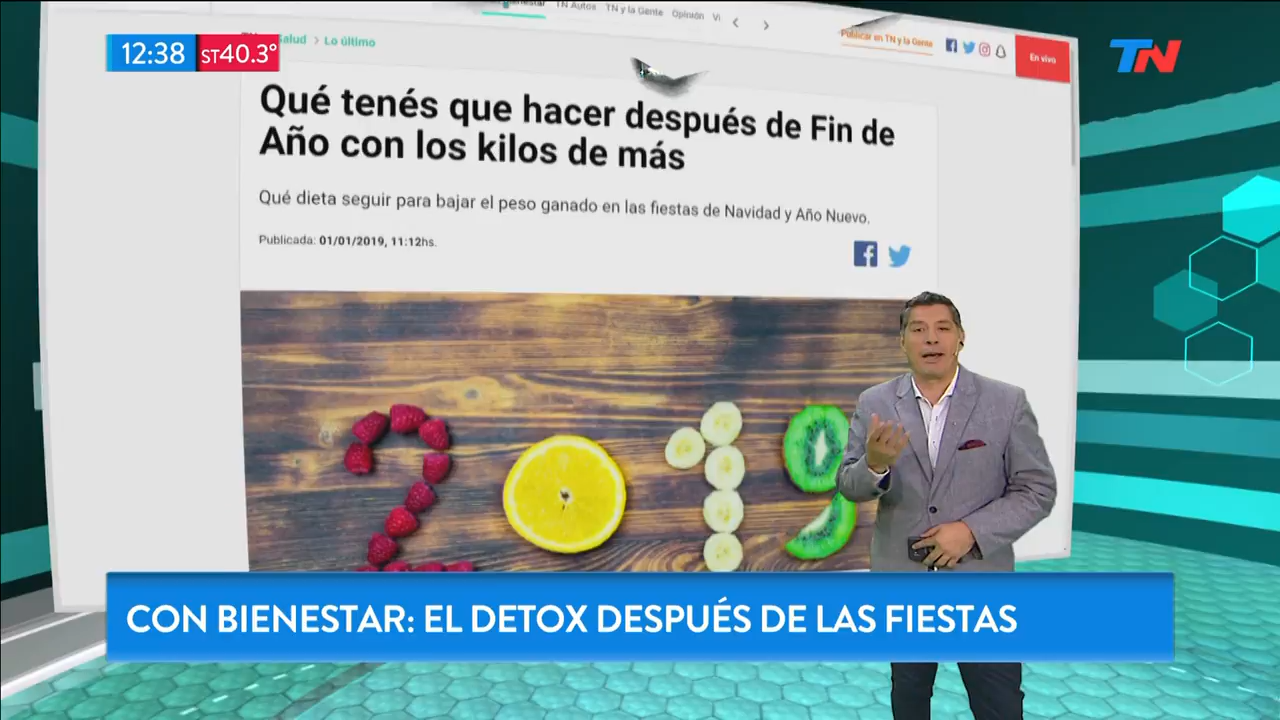 Bienestar TN Autos TN y la Gente Opinión
12:38 ST40.3°
Salud > Lo último
Publicar en TN y la Gente
En vivo
TN
Qué tenés que hacer después de Fin de
Año con los kilos de más
Qué dieta seguir para bajar el peso ganado en las fiestas de Navidad y Año Nuevo.
Publicada: 01/01/2019, 11:12hs.
2019
CON BIENESTAR: EL DETOX DESPUÉS DE LAS FIESTAS